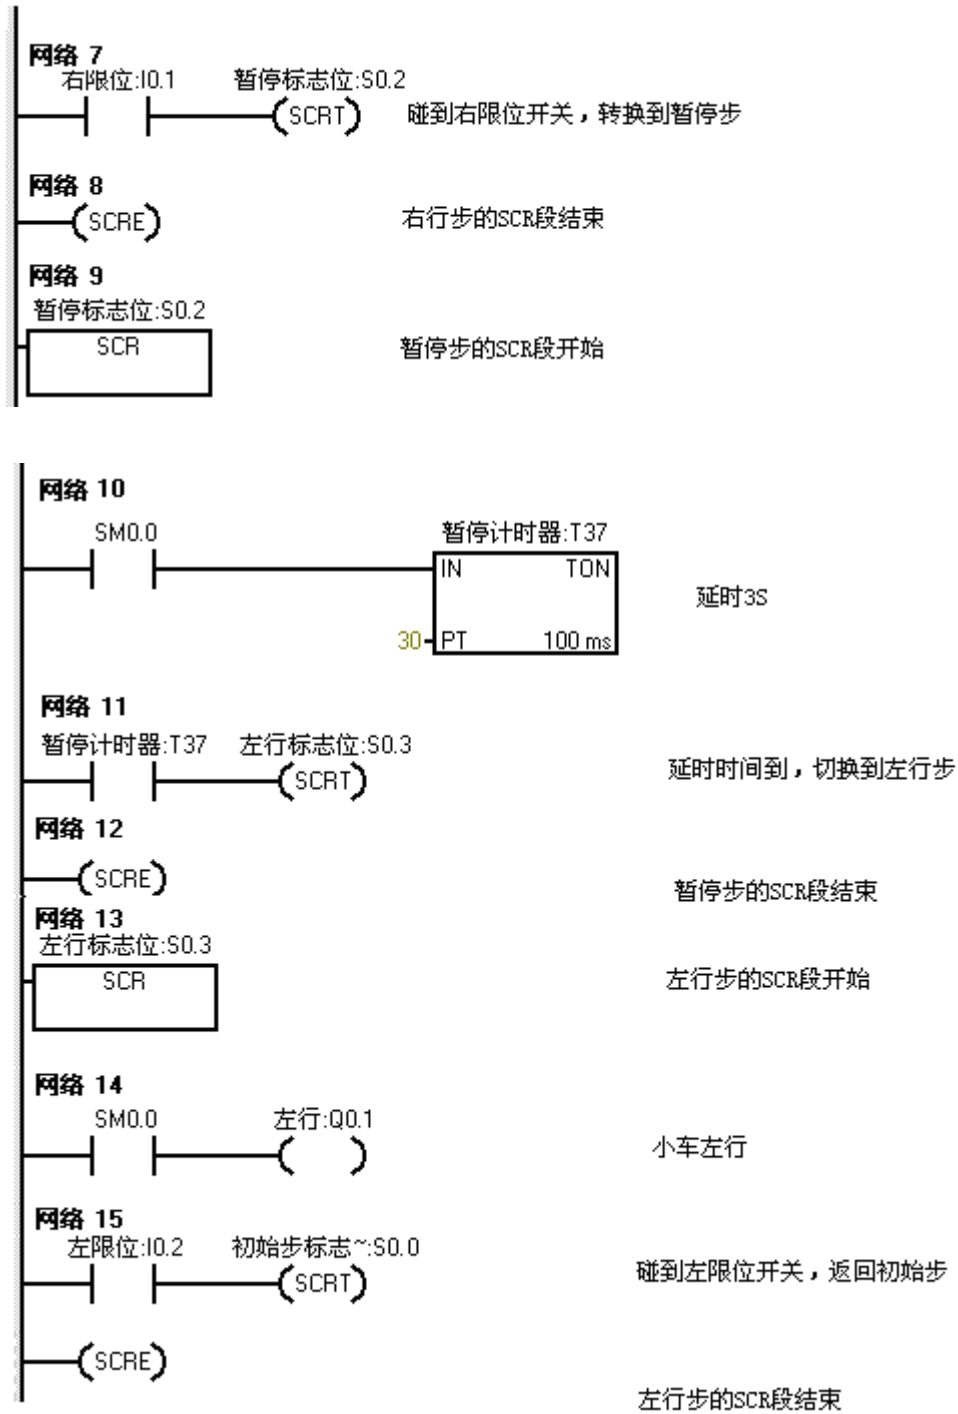 网络 7
右限位:I0.1 暂停标志位:S0.2
SCRT 碰到右限位开关，转换到暂停步
网络 8
SCRE 右行步的SCR段结束
网络 9
暂停标志位:S0.2
SCR 暂停步的SCR段开始
网络 10
SM0.0 暂停计时器:T37
IN TON
延时3S
30 PT 100 ms
网络 11
暂停计时器:T37 左行标志位:S0.3
SCRT 延时时间到，切换到左行步
网络 12
SCRE 暂停步的SCR段结束
网络 13
左行标志位:S0.3
SCR 左行步的SCR段开始
网络 14
SM0.0 左行:Q0.1
小车左行
网络 15
左限位:I0.2 初始步标志~:S0.0
SCRT 碰到左限位开关，返回初始步
SCRE
左行步的SCR段结束